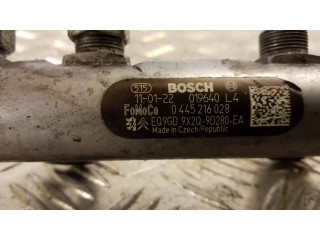 515 BOSCH
11-01-22 019640 L4
FoMoCo 0 445 216 028
EQ9GD 9X2Q-9D280-EA
Made in Czech Republic